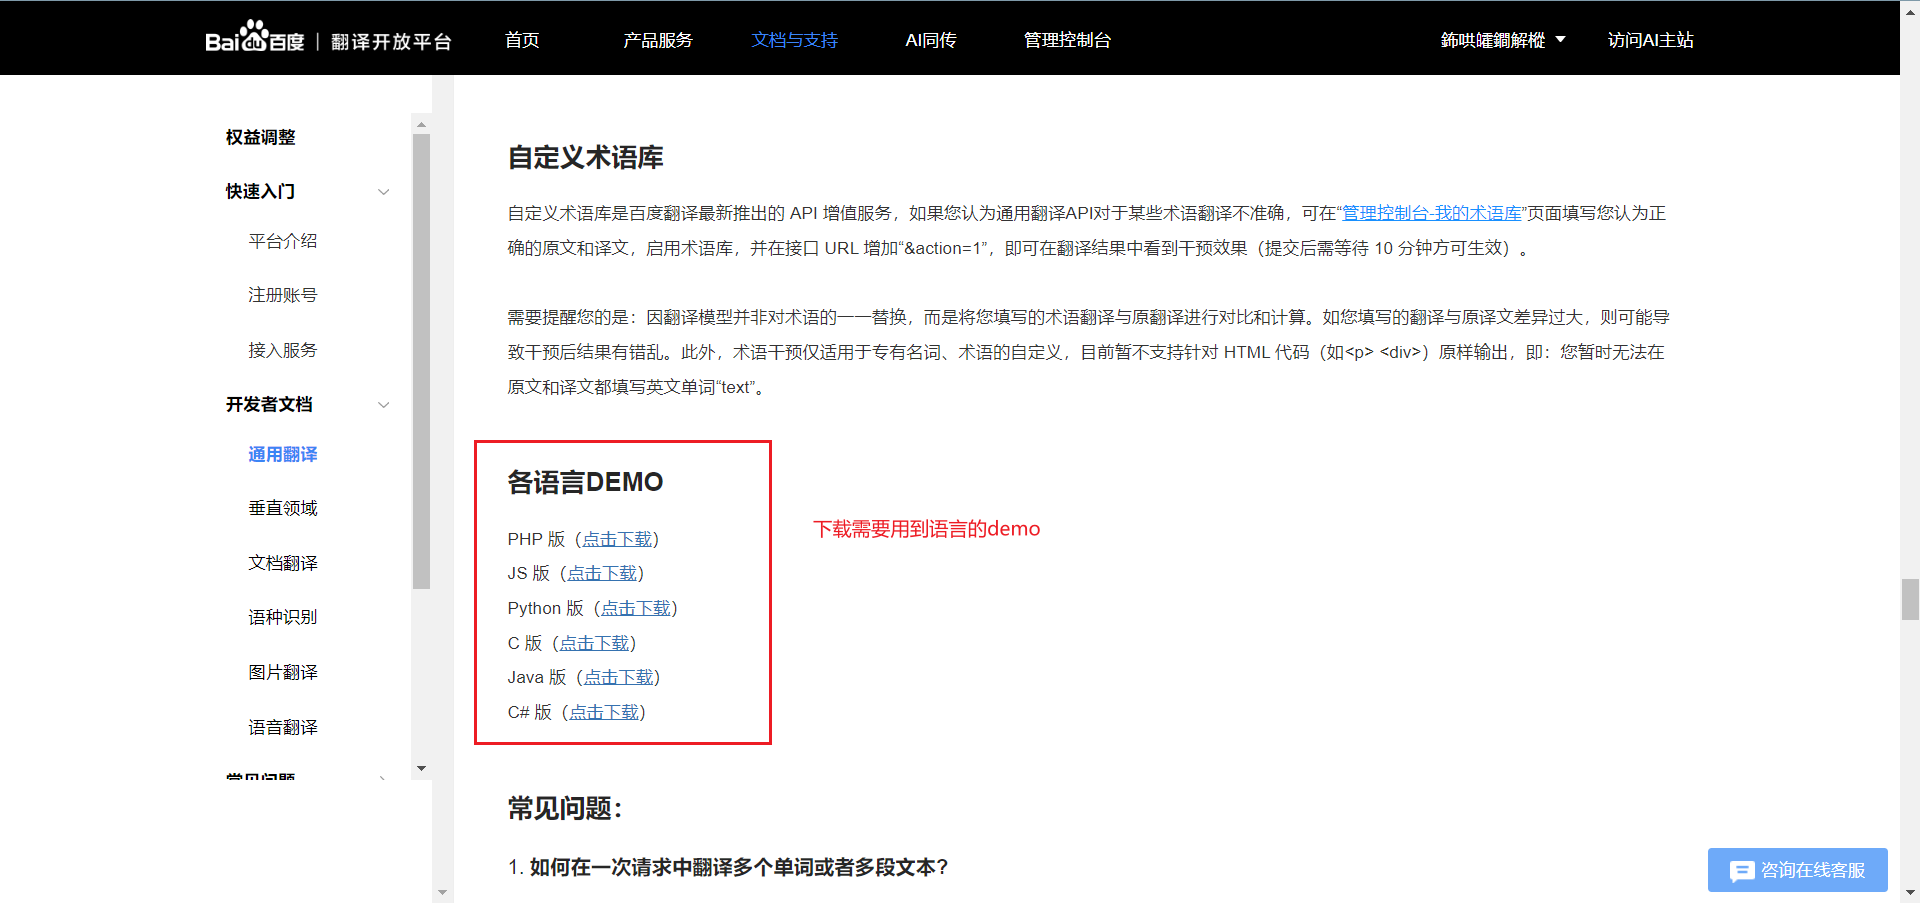 Bai du 百度 | 翻译开放平台
首页
产品服务
文档与支持
AI同传
管理控制台
鈽哄皬鐗解樅
访问AI主站
权益调整
快速入门
平台介绍
注册账号
接入服务
开发者文档
通用翻译
垂直领域
文档翻译
语种识别
图片翻译
语音翻译
常见问题
自定义术语库
自定义术语库是百度翻译最新推出的 API 增值服务，如果您认为通用翻译API对于某些术语翻译不准确，可在“管理控制台-我的术语库”页面填写您认为正
确的原文和译文，启用术语库，并在接口 URL 增加“&action=1”，即可在翻译结果中看到干预效果（提交后需等待 10 分钟方可生效）。
需要提醒您的是：因翻译模型并非对术语的一一替换，而是将您填写的术语翻译与原翻译进行对比和计算。如您填写的翻译与原译文差异过大，则可能导
致干预后结果有错乱。此外，术语干预仅适用于专有名词、术语的自定义，目前暂不支持针对 HTML 代码（如<p> <div>）原样输出，即：您暂时无法在
原文和译文都填写英文单词“text”。
各语言DEMO
PHP 版（点击下载）
JS 版（点击下载）
Python 版（点击下载）
C 版（点击下载）
Java 版（点击下载）
C# 版（点击下载）
下载需要用到语言的demo
常见问题：
1. 如何在一次请求中翻译多个单词或者多段文本？
咨询在线客服